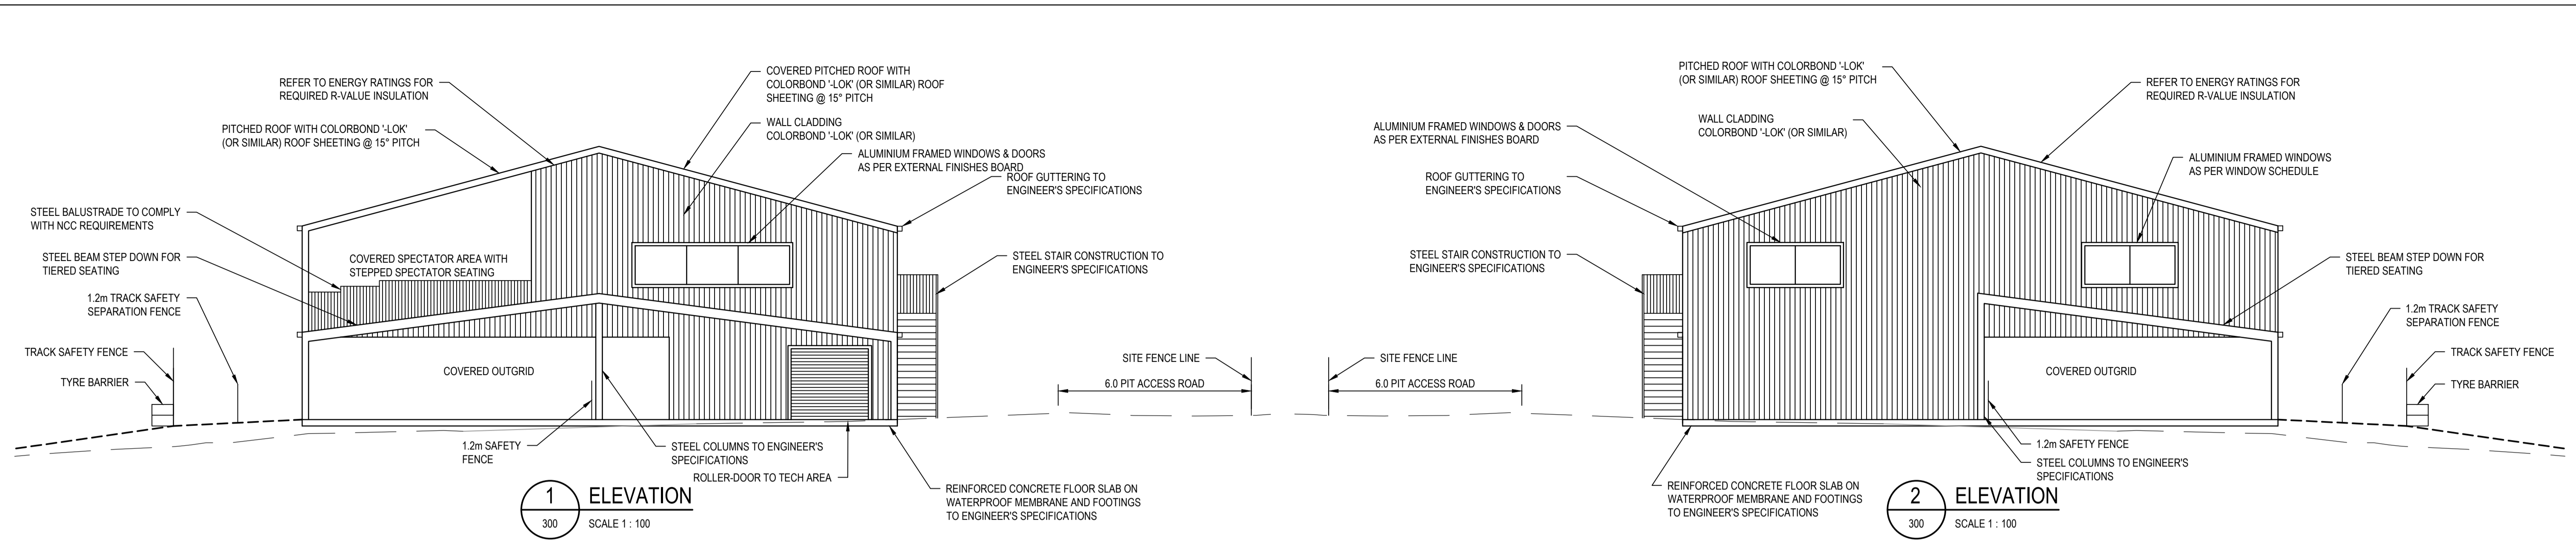 REFER TO ENERGY RATINGS FOR
REQUIRED R-VALUE INSULATION
PITCHED ROOF WITH COLORBOND '-LOK'
(OR SIMILAR) ROOF SHEETING @ 15° PITCH
COVERED PITCHED ROOF WITH
COLORBOND '-LOK' (OR SIMILAR) ROOF
SHEETING @ 15° PITCH
WALL CLADDING
COLORBOND '-LOK' (OR SIMILAR)
ALUMINIUM FRAMED WINDOWS & DOORS
AS PER EXTERNAL FINISHES BOARD
ROOF GUTTERING TO
ENGINEER'S SPECIFICATIONS
STEEL BALUSTRADE TO COMPLY
WITH NCC REQUIREMENTS
STEEL BEAM STEP DOWN FOR
TIERED SEATING
COVERED SPECTATOR AREA WITH
STEPPED SPECTATOR SEATING
STEEL STAIR CONSTRUCTION TO
ENGINEER'S SPECIFICATIONS
1.2m TRACK SAFETY
SEPARATION FENCE
TRACK SAFETY FENCE
TYRE BARRIER
COVERED OUTGRID
SITE FENCE LINE
6.0 PIT ACCESS ROAD
1.2m SAFETY
FENCE
STEEL COLUMNS TO ENGINEER'S
SPECIFICATIONS
ROLLER-DOOR TO TECH AREA
REINFORCED CONCRETE FLOOR SLAB ON
WATERPROOF MEMBRANE AND FOOTINGS
TO ENGINEER'S SPECIFICATIONS
1
300
ELEVATION
SCALE 1 : 100
PITCHED ROOF WITH COLORBOND '-LOK'
(OR SIMILAR) ROOF SHEETING @ 15° PITCH
REFER TO ENERGY RATINGS FOR
REQUIRED R-VALUE INSULATION
WALL CLADDING
COLORBOND '-LOK' (OR SIMILAR)
ALUMINIUM FRAMED WINDOWS & DOORS
AS PER EXTERNAL FINISHES BOARD
ALUMINIUM FRAMED WINDOWS
AS PER WINDOW SCHEDULE
ROOF GUTTERING TO
ENGINEER'S SPECIFICATIONS
STEEL STAIR CONSTRUCTION TO
ENGINEER'S SPECIFICATIONS
STEEL BEAM STEP DOWN FOR
TIERED SEATING
1.2m TRACK SAFETY
SEPARATION FENCE
TRACK SAFETY FENCE
TYRE BARRIER
SITE FENCE LINE
6.0 PIT ACCESS ROAD
COVERED OUTGRID
1.2m SAFETY FENCE
STEEL COLUMNS TO ENGINEER'S
SPECIFICATIONS
REINFORCED CONCRETE FLOOR SLAB ON
WATERPROOF MEMBRANE AND FOOTINGS
TO ENGINEER'S SPECIFICATIONS
2
300
ELEVATION
SCALE 1 : 100